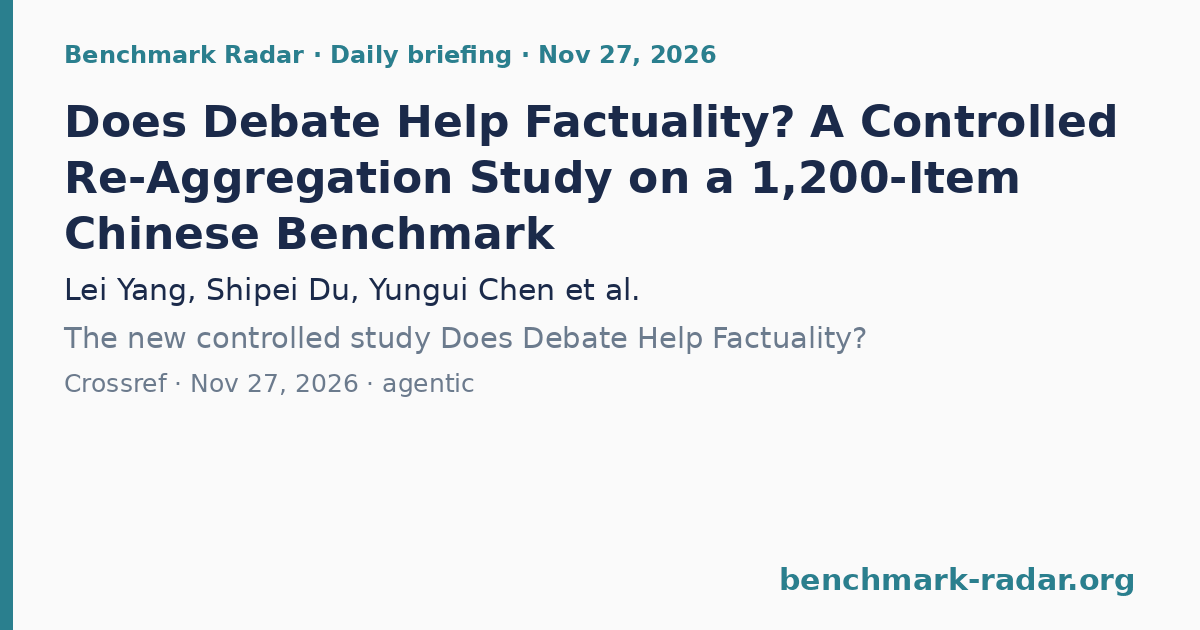 Benchmark Radar · Daily briefing · Nov 27, 2026
Does Debate Help Factuality? A Controlled
Re-Aggregation Study on a 1,200-Item
Chinese Benchmark
Lei Yang, Shipei Du, Yungui Chen et al.
The new controlled study Does Debate Help Factuality?
Crossref · Nov 27, 2026 · agentic
benchmark-radar.org